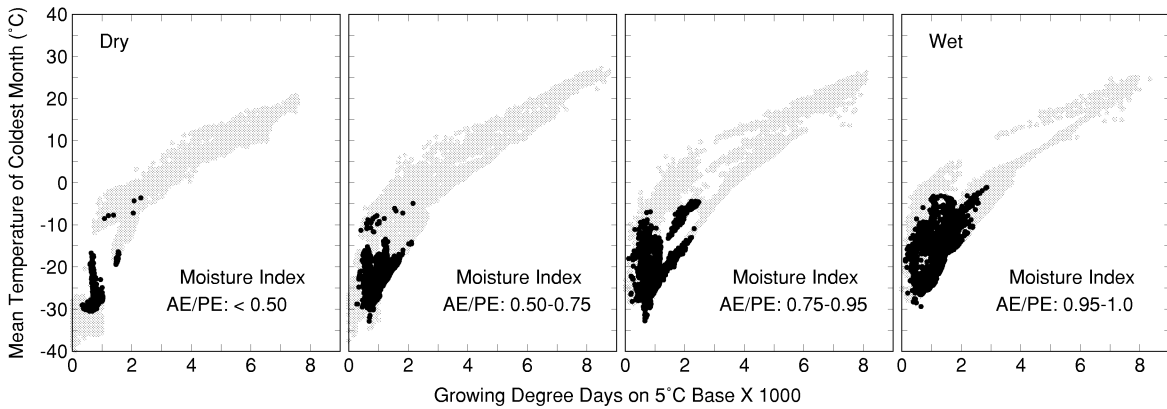 Mean Temperature of Coldest Month (˚C)
40
30
20
10
0
-10
-20
-30
-40
Dry
Moisture Index
AE/PE: < 0.50
0 2 4 6 8
Moisture Index
AE/PE: 0.50-0.75
0 2 4 6 8
Moisture Index
AE/PE: 0.75-0.95
0 2 4 6 8
Wet
Moisture Index
AE/PE: 0.95-1.0
0 2 4 6 8
Growing Degree Days on 5˚C Base X 1000